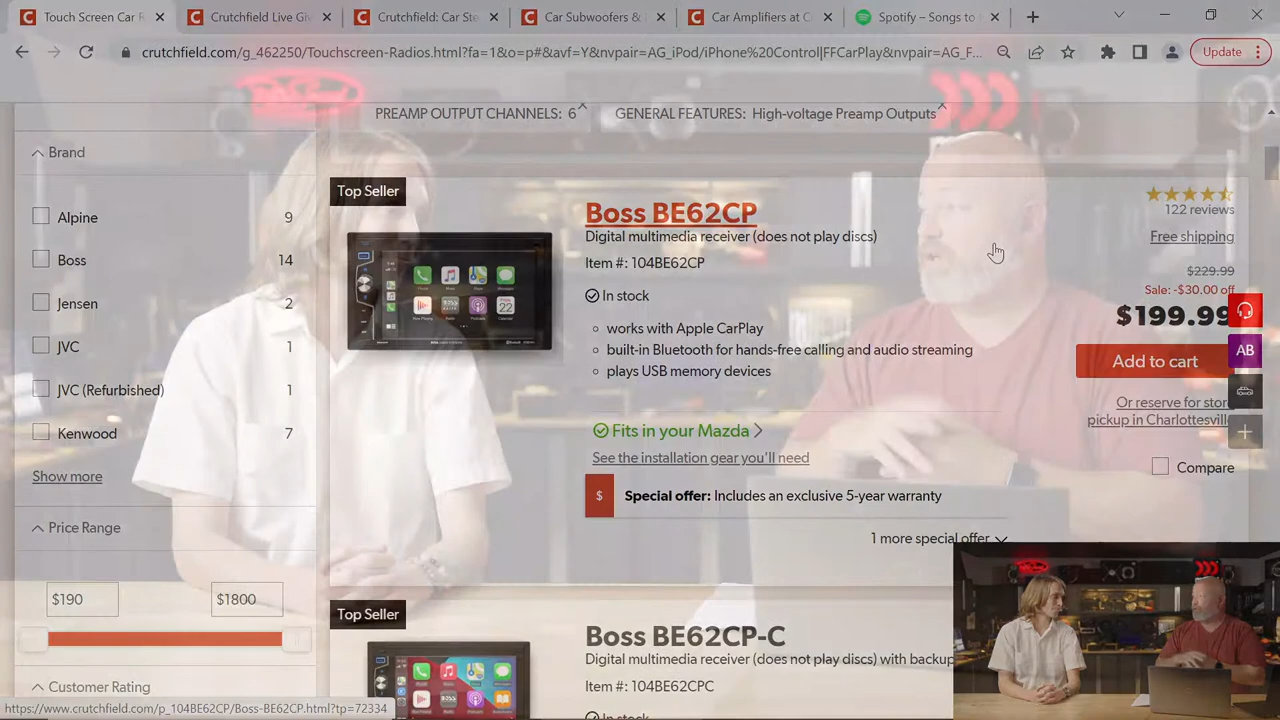 Touch Screen Car R
Crutchfield Live Giv
Crutchfield: Car Ste
Car Subwoofers &
Car Amplifiers at C
Spotify – Songs to
crutchfield.com/g_462250/Touchscreen-Radios.html?fa=1&o=p#&avf=Y&nvpair=AG_iPod/iPhone%20Control|FFCarPlay&nvpair=AG_F...
Update
PREAMP OUTPUT CHANNELS: 6
GENERAL FEATURES: High-voltage Preamp Outputs
Brand
Alpine 9
Boss 14
Jensen 2
JVC 1
JVC (Refurbished) 1
Kenwood 7
Show more
Price Range
$190 $1800
Customer Rating
Top Seller
Boss BE62CP
Digital multimedia receiver (does not play discs)
Item #: 104BE62CP
In stock
works with Apple CarPlay
built-in Bluetooth for hands-free calling and audio streaming
plays USB memory devices
Fits in your Mazda
See the installation gear you'll need
$ Special offer: Includes an exclusive 5-year warranty
1 more special offer
122 reviews
Free shipping
$229.99
Sale: -$30.00 off
$199.99
Add to cart
AB
Or reserve for store
pickup in Charlottesvil
Compare
Top Seller
Boss BE62CP-C
Digital multimedia receiver (does not play discs) with backup
Item #: 104BE62CPC
In stock
https://www.crutchfield.com/p_104BE62CP/Boss-BE62CP.html?tp=72334